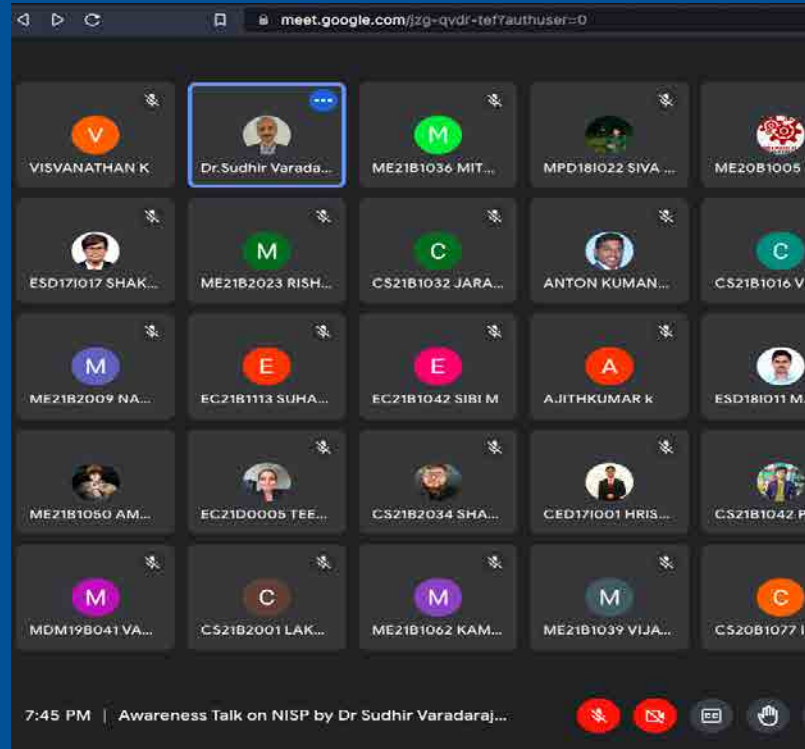 meet.google.com/jzg-qvdr-tef?authuser=0
V
M
VISVANATHAN K Dr.Sudhir Varada... ME21B1036 MIT... MPD18I022 SIVA ... ME20B1005
M C C
ESD17I017 SHAK... ME21B2023 RISH... CS21B1032 JARA... ANTON KUMAN... CS21B1016 V
M E E A
ME21B2009 NA... EC21B1113 SUHA... EC21B1042 SIBI M AJITHKUMAR k ESD18I011 M
ME21B1050 AM... EC21D0005 TEE... CS21B2034 SHA... CED17I001 HRIS... CS21B1042 P
M C M M C
MDM19B041 VA... CS21B2001 LAK... ME21B1062 KAM... ME21B1039 VIJA... CS20B1077 I
7:45 PM | Awareness Talk on NISP by Dr Sudhir Varadaraj...